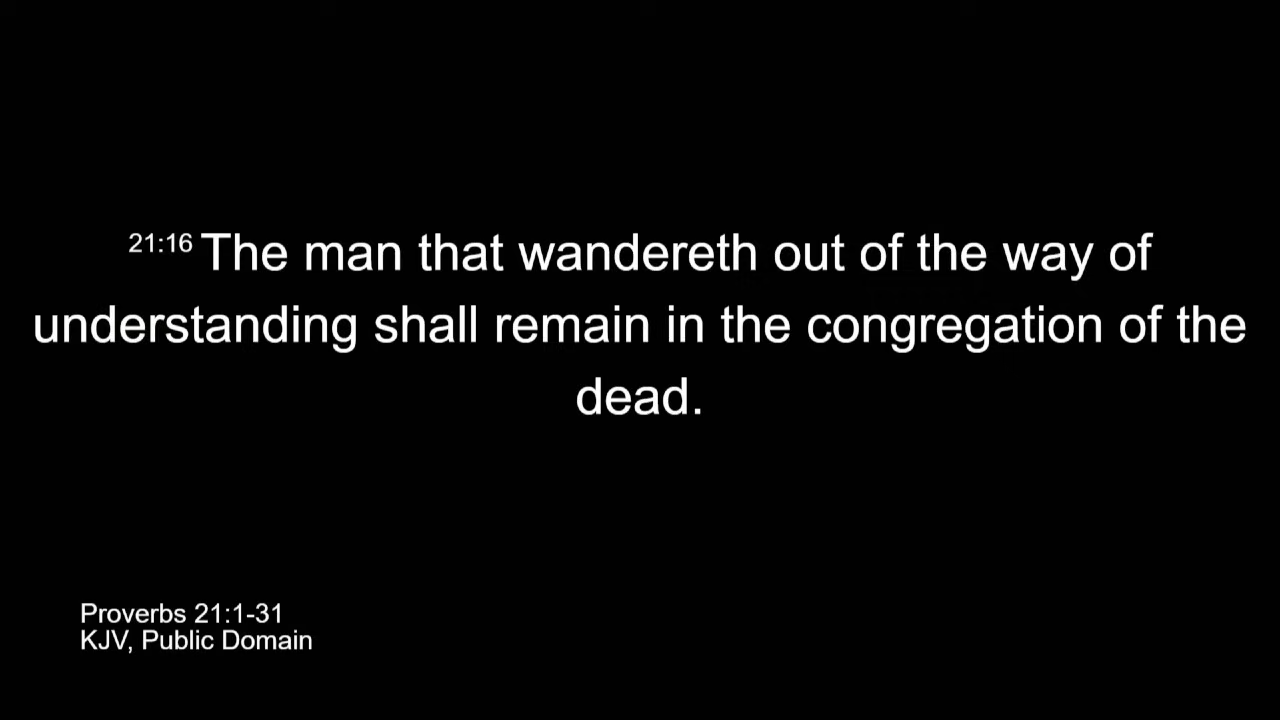 21:16 The man that wandereth out of the way of
understanding shall remain in the congregation of the
dead.
Proverbs 21:1-31
KJV, Public Domain